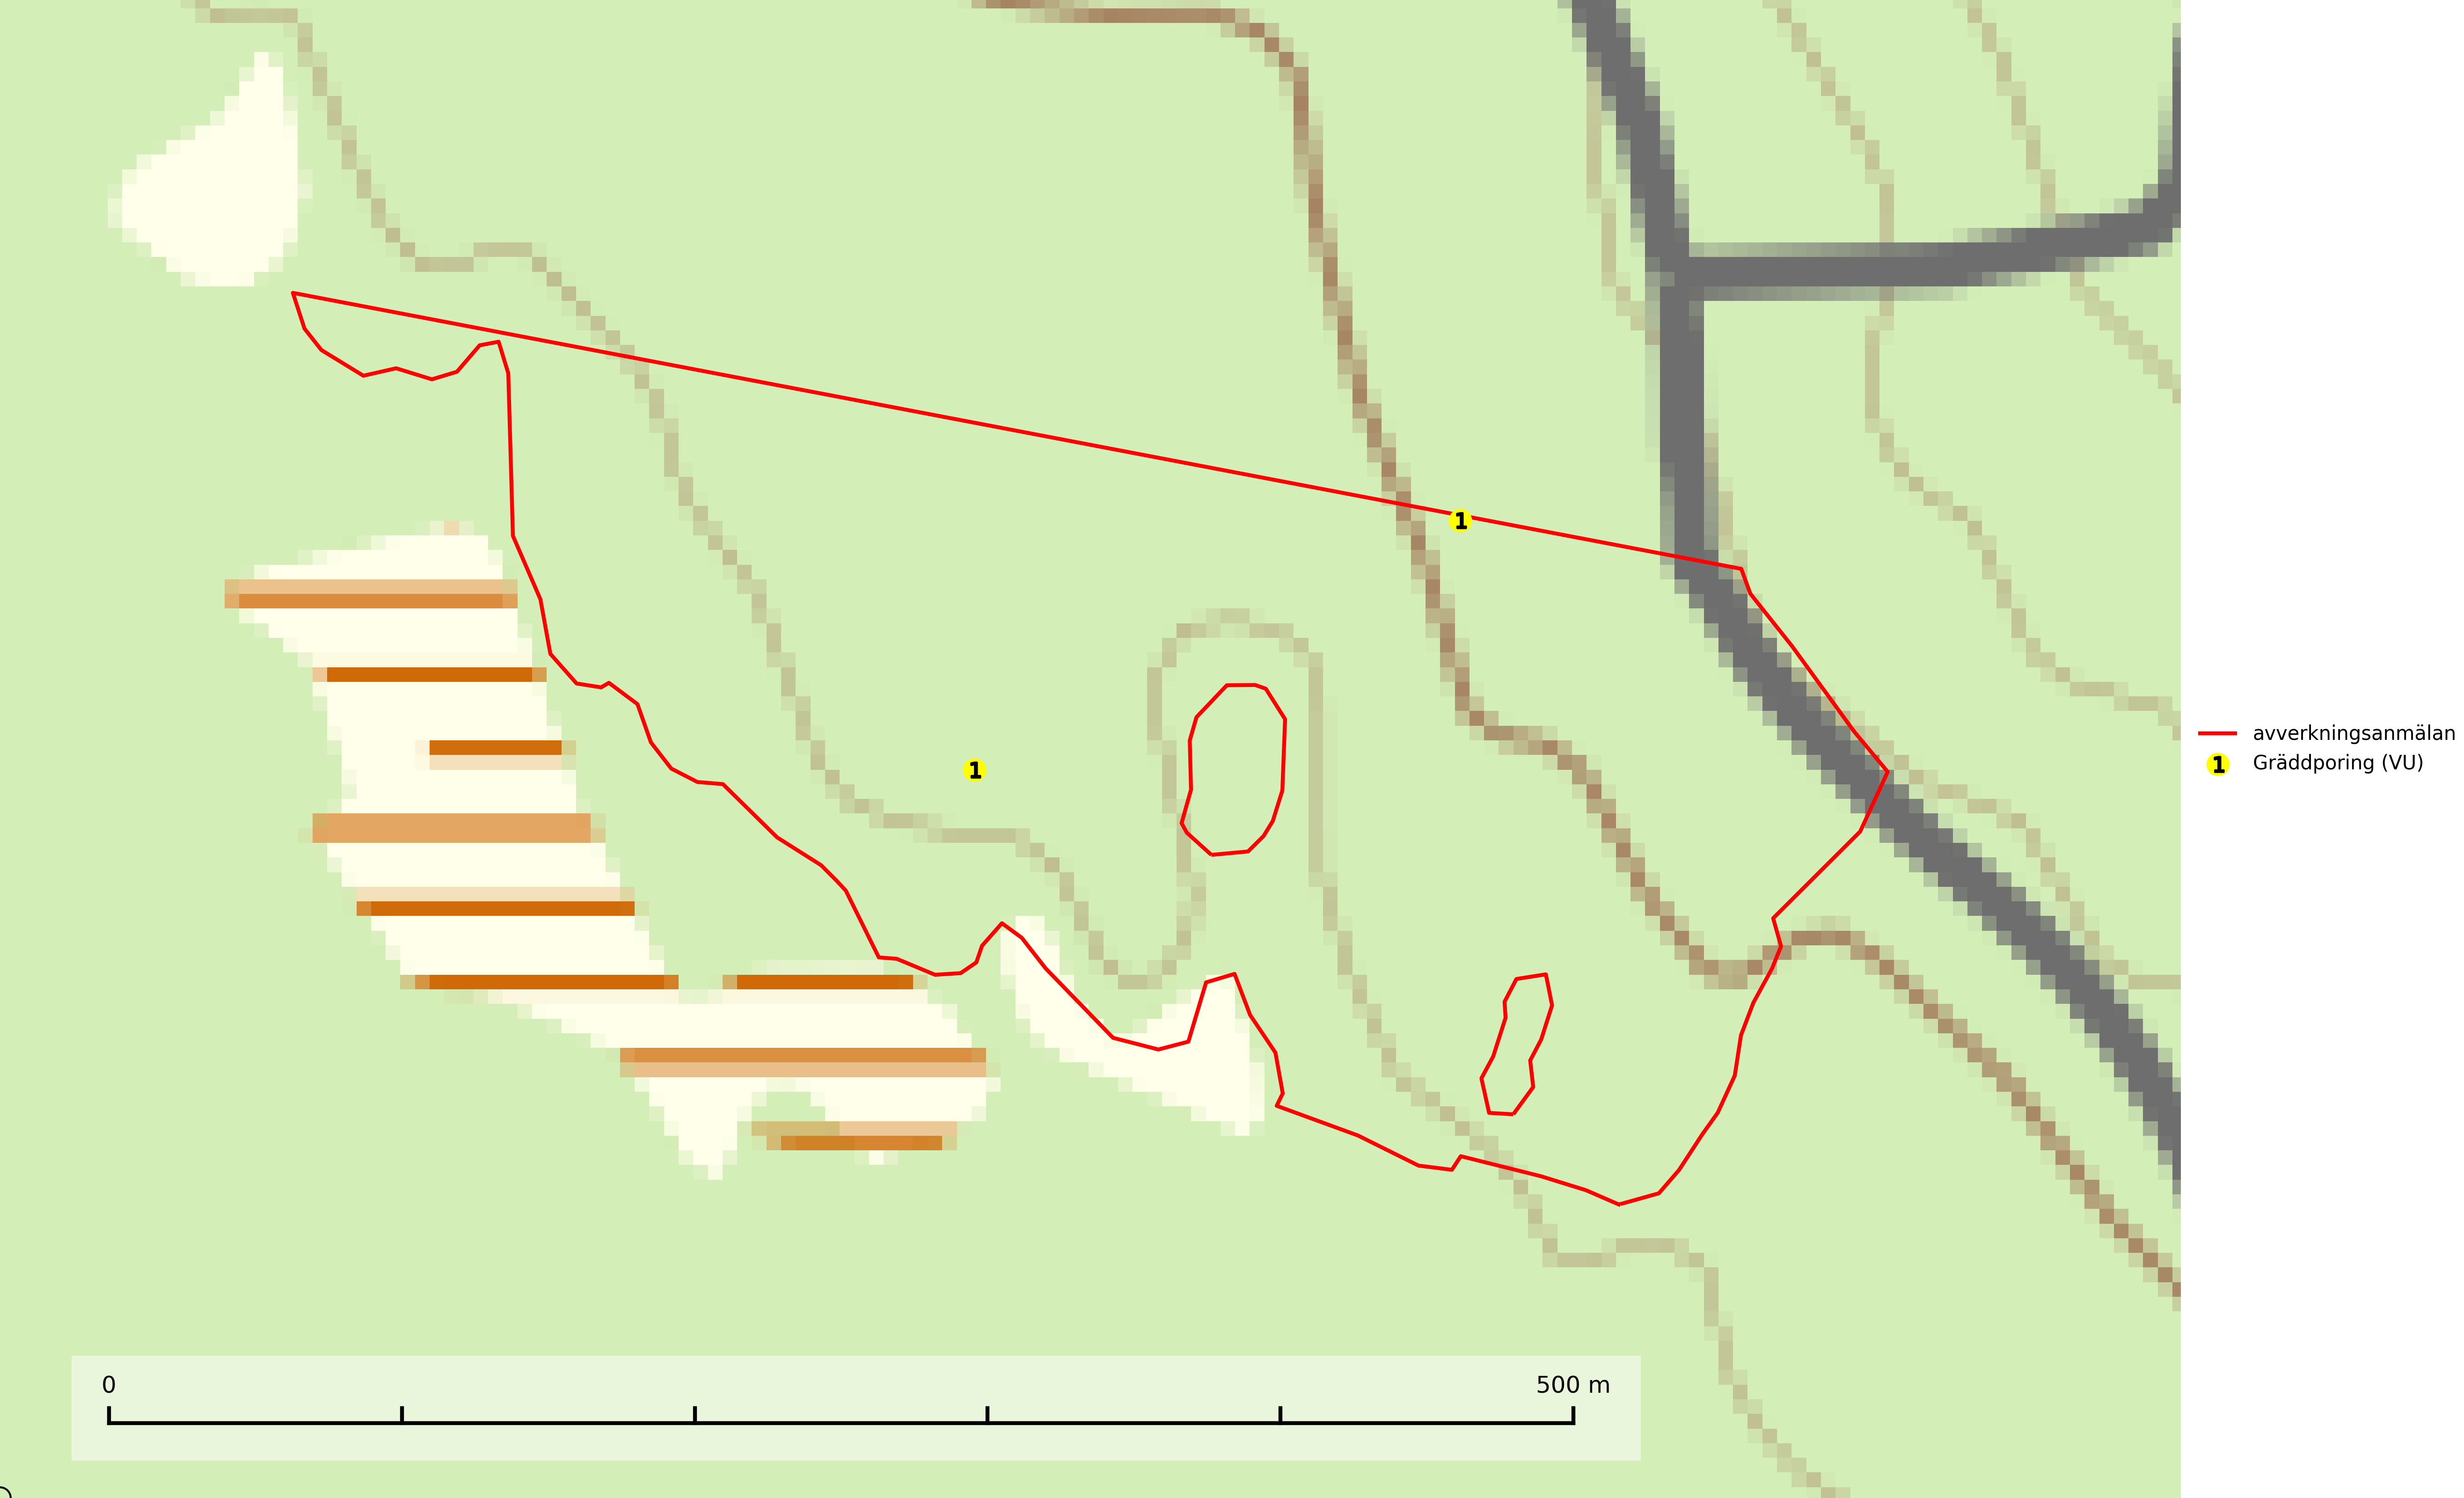 1
1
avverkningsanmälan
1 Gräddporing (VU)
0 500 m